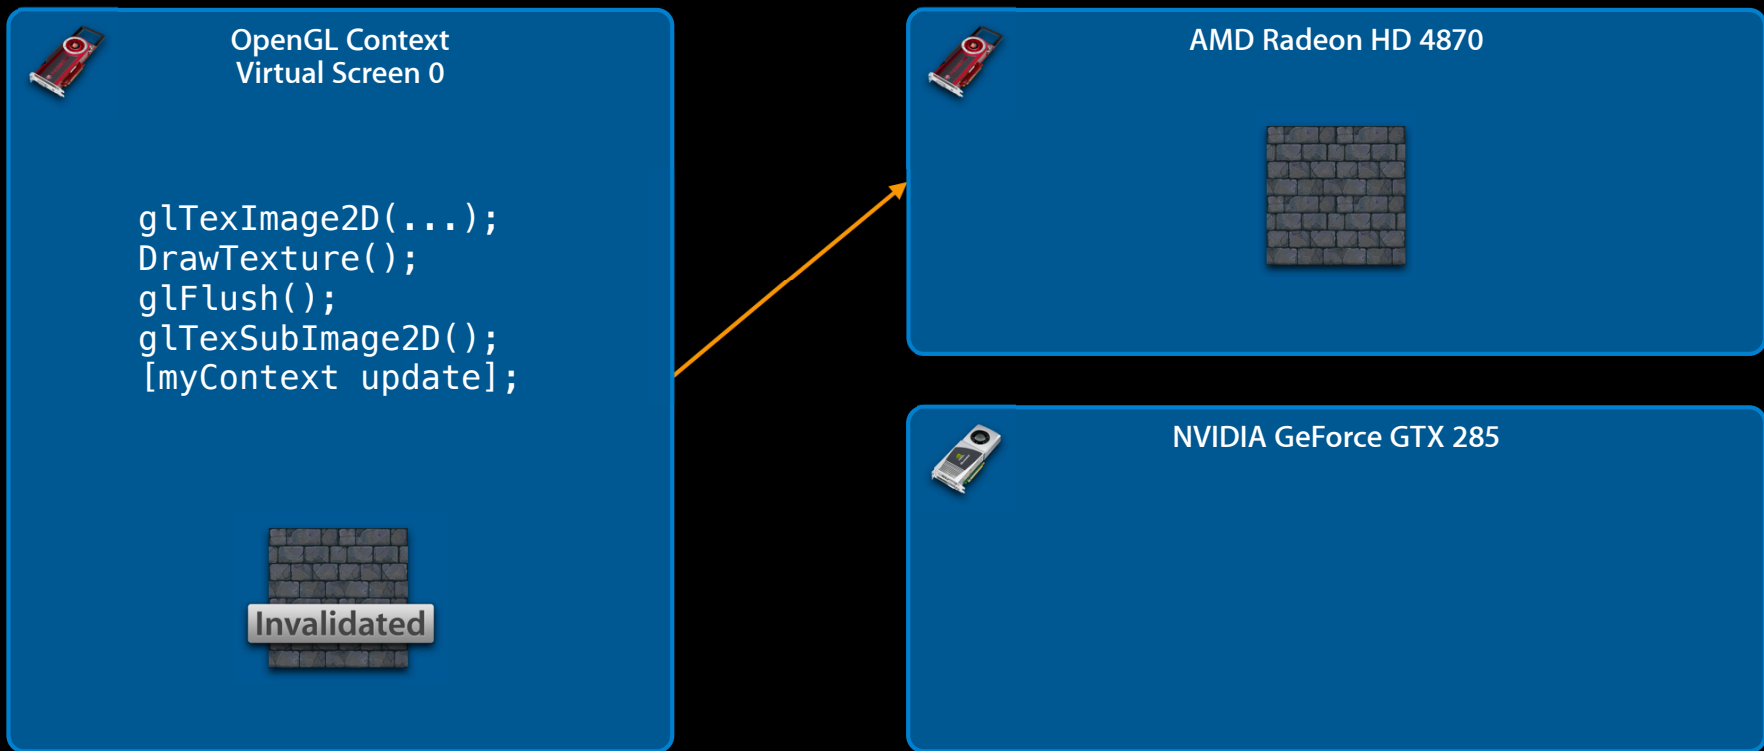 OpenGL Context
Virtual Screen 0
glTexImage2D(...);
DrawTexture();
glFlush();
glTexSubImage2D();
[myContext update];
Invalidated
AMD Radeon HD 4870
NVIDIA GeForce GTX 285